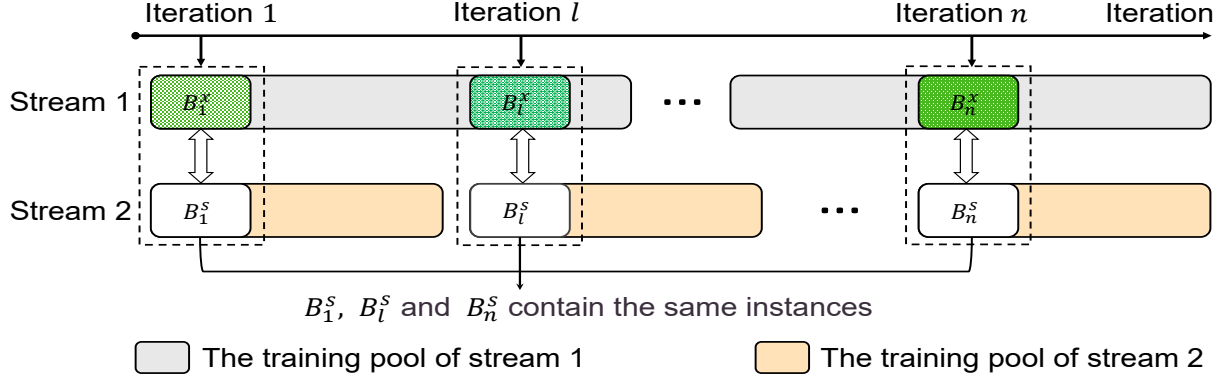 Iteration 1 Iteration l Iteration n Iteration
Stream 1 B_1^x B_l^x ... B_n^x
Stream 2 B_1^s B_l^s ... B_n^s
B_1^s, B_l^s and B_n^s contain the same instances
The training pool of stream 1 The training pool of stream 2